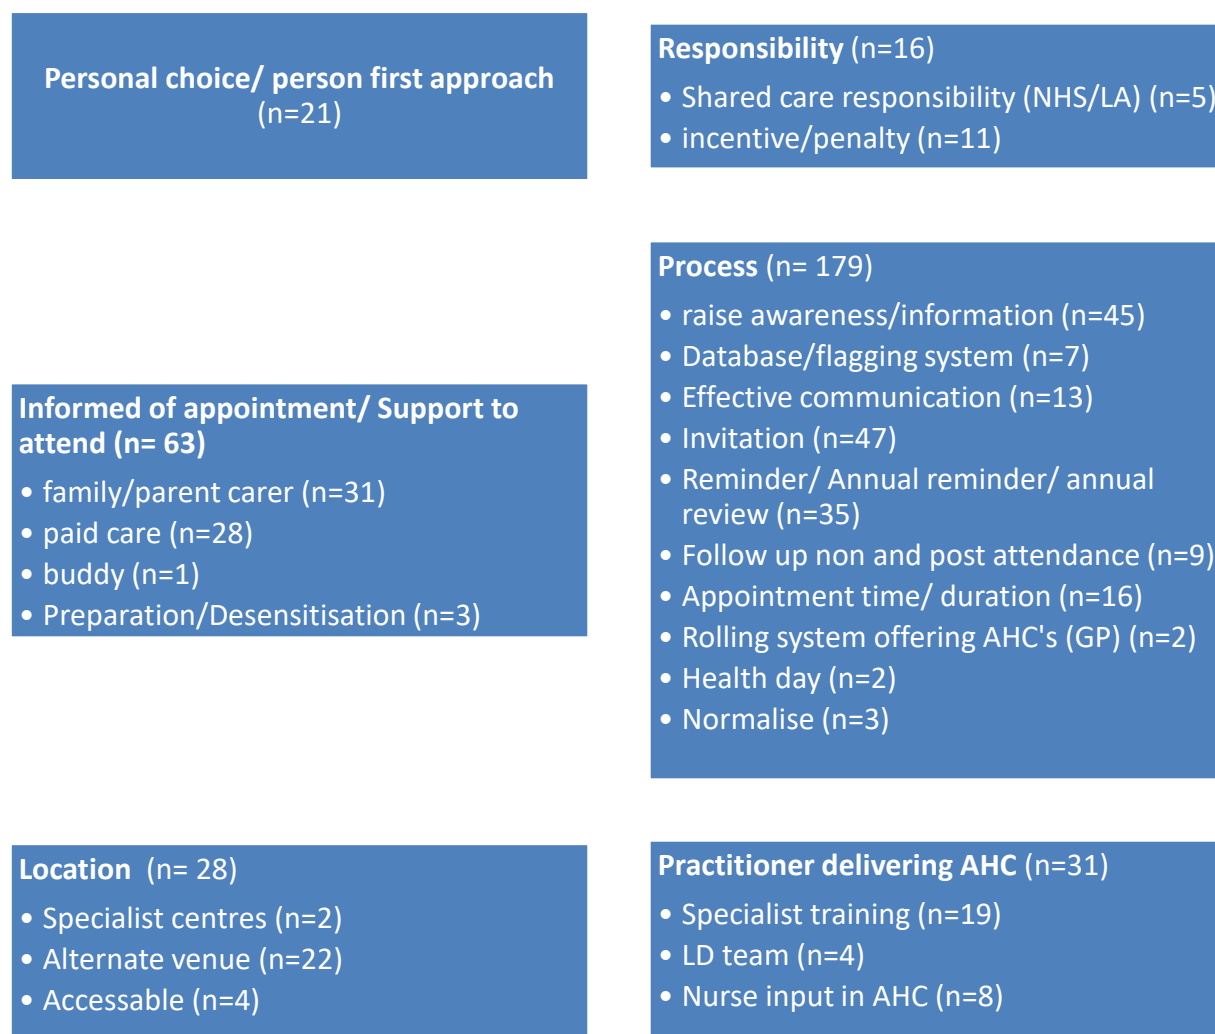 Personal choice/ person first approach
(n=21)
Responsibility (n=16)
• Shared care responsibility (NHS/LA) (n=5)
• incentive/penalty (n=11)
Informed of appointment/ Support to
attend (n= 63)
• family/parent carer (n=31)
• paid care (n=28)
• buddy (n=1)
• Preparation/Desensitisation (n=3)
Process (n= 179)
• raise awareness/information (n=45)
• Database/flagging system (n=7)
• Effective communication (n=13)
• Invitation (n=47)
• Reminder/ Annual reminder/ annual
review (n=35)
• Follow up non and post attendance (n=9)
• Appointment time/ duration (n=16)
• Rolling system offering AHC's (GP) (n=2)
• Health day (n=2)
• Normalise (n=3)
Location (n= 28)
• Specialist centres (n=2)
• Alternate venue (n=22)
• Accessable (n=4)
Practitioner delivering AHC (n=31)
• Specialist training (n=19)
• LD team (n=4)
• Nurse input in AHC (n=8)